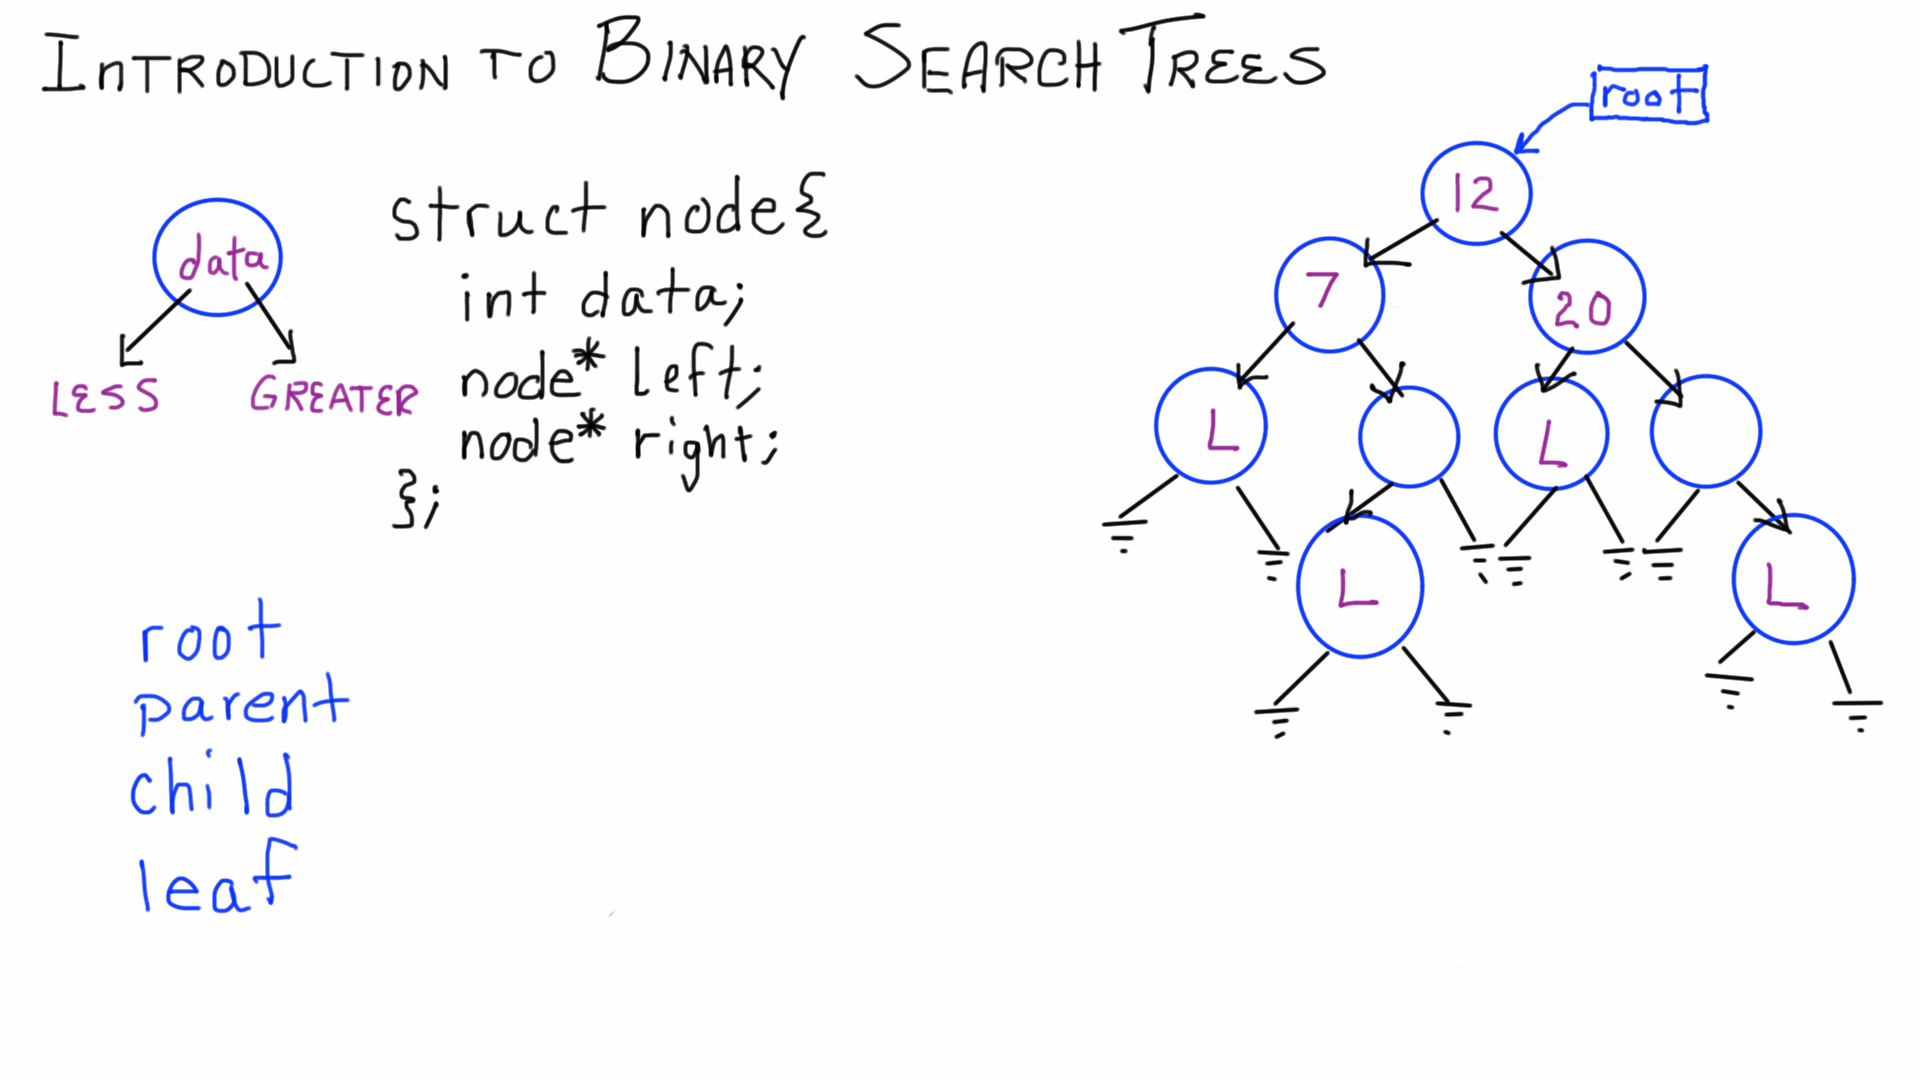 INTRODUCTION TO BINARY SEARCH TREES
root
data
LESS GREATER
struct node{
int data;
node* left;
node* right;
};
root
parent
child
leaf
12
7 20
L L
L L